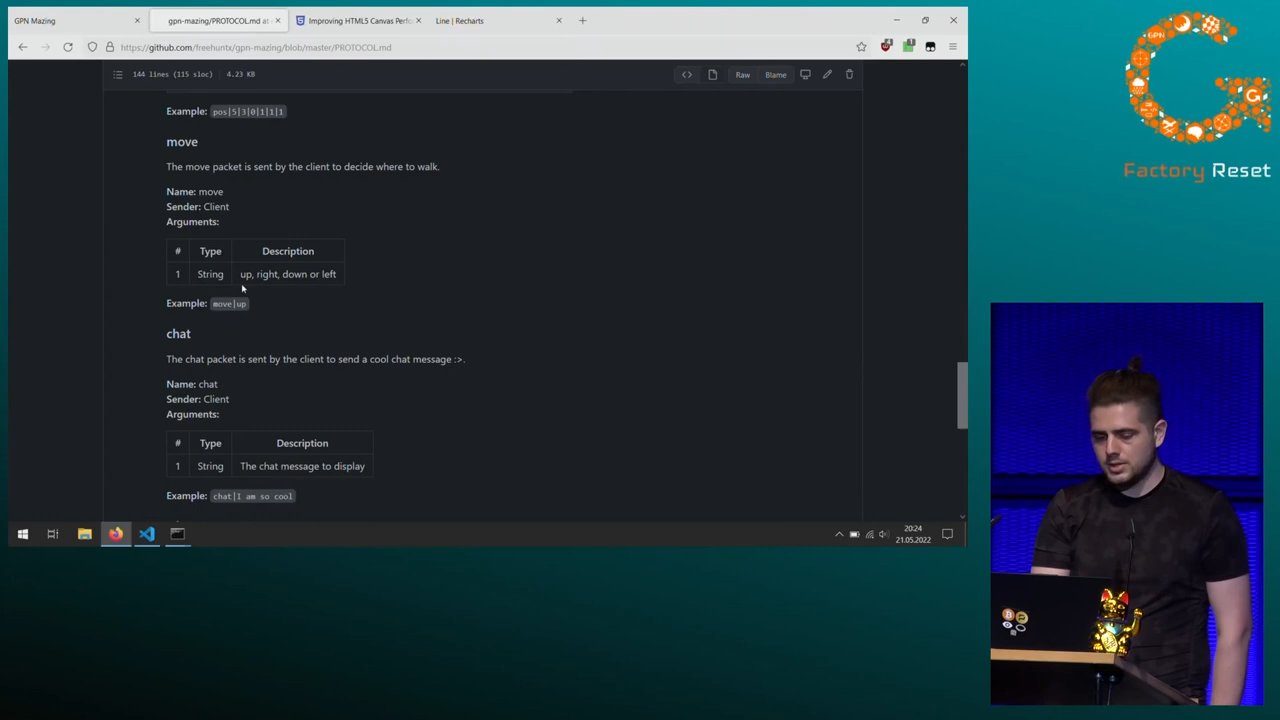 GPN Mazing
gpn-mazing/PROTOCOL.md at
Improving HTML5 Canvas Perfo
Line | Recharts
https://github.com/freehuntx/gpn-mazing/blob/master/PROTOCOL.md
144 lines (115 sloc)
4.23 KB
Raw
Blame
Example: pos|5|3|0|1|1|1
move
The move packet is sent by the client to decide where to walk.
Name: move
Sender: Client
Arguments:
# Type Description
1 String up, right, down or left
Example: move|up
chat
The chat packet is sent by the client to send a cool chat message :>.
Name: chat
Sender: Client
Arguments:
# Type Description
1 String The chat message to display
Example: chat|I am so cool
20:24
21.05.2022
GPN
Factory Reset